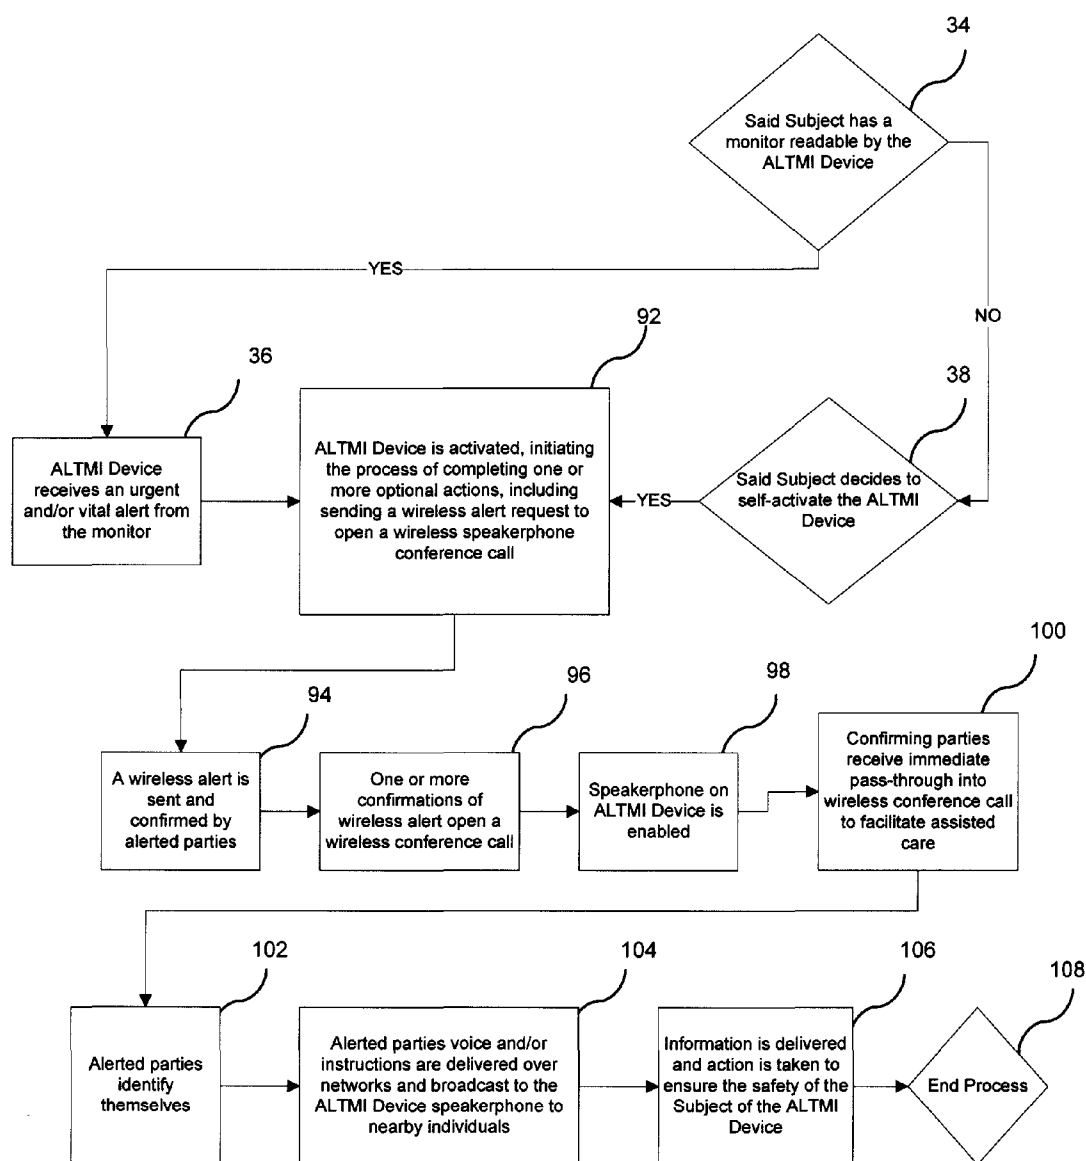 34
Said Subject has a
monitor readable by the
ALTMI Device
YES
NO
92
36
38
ALTMI Device
receives an urgent
and/or vital alert from
the monitor
ALTMI Device is activated, initiating
the process of completing one or
more optional actions, including
sending a wireless alert request to
open a wireless speakerphone
conference call
YES
Said Subject decides to
self-activate the ALTMI
Device
94
96
98
100
A wireless alert is
sent and
confirmed by
alerted parties
One or more
confirmations of
wireless alert open a
wireless conference call
Speakerphone on
ALTMI Device is
enabled
Confirming parties
receive immediate
pass-through into
wireless conference call
to facilitate assisted
care
102
104
106
108
Alerted parties
identify
themselves
Alerted parties voice and/or
instructions are delivered over
networks and broadcast to the
ALTMI Device speakerphone to
nearby individuals
Information is delivered
and action is taken to
ensure the safety of the
Subject of the ALTMI
Device
End Process